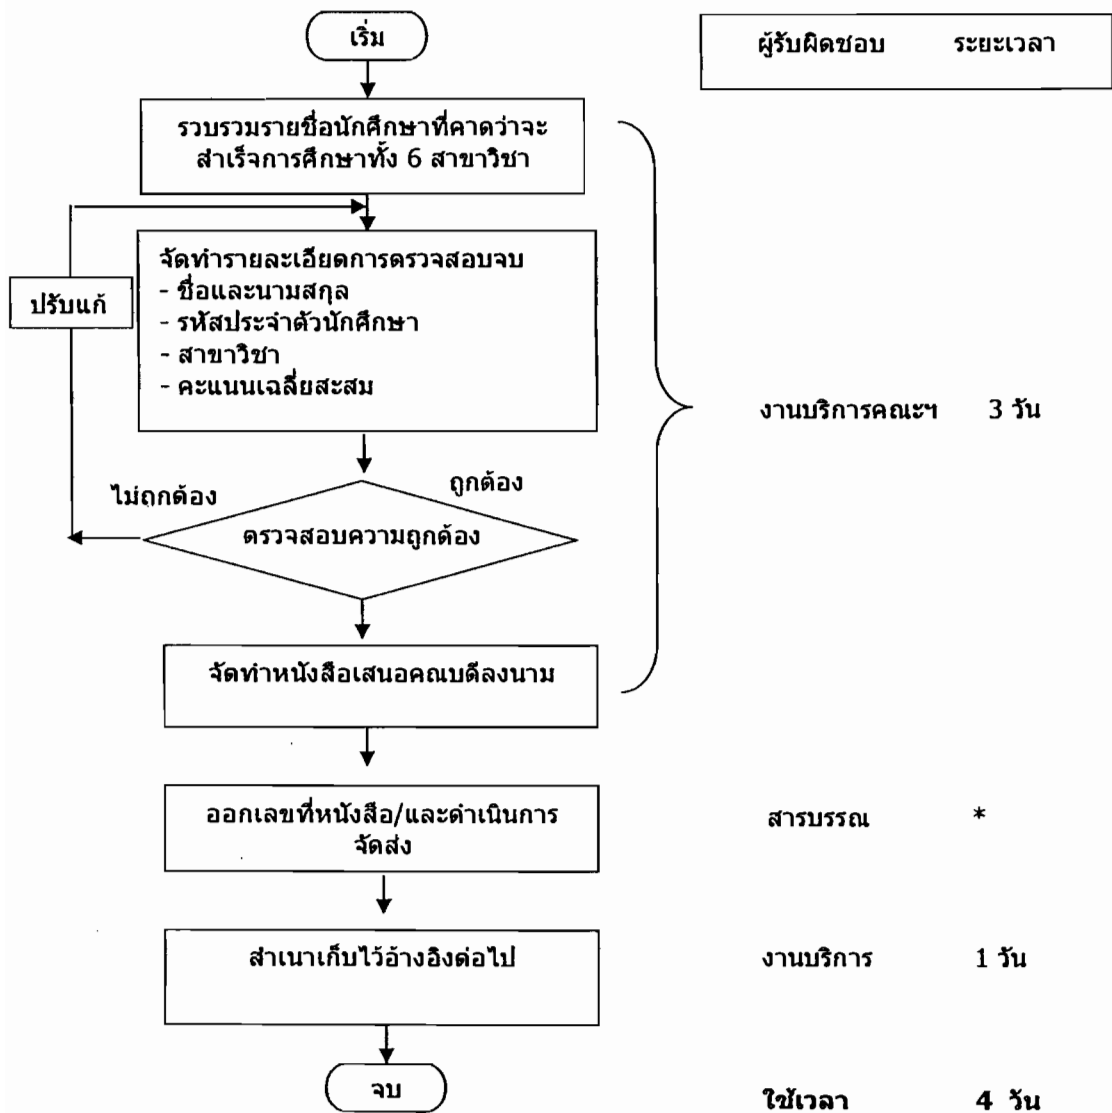 เริ่ม
ผู้รับผิดชอบ ระยะเวลา
รวบรวมรายชื่อนักศึกษาที่คาดว่าจะ
สำเร็จการศึกษาทั้ง 6 สาขาวิชา
จัดทำรายละเอียดการตรวจสอบจบ
- ชื่อและนามสกุล
- รหัสประจำตัวนักศึกษา
- สาขาวิชา
- คะแนนเฉลี่ยสะสม
ปรับแก้
งานบริการคณะฯ 3 วัน
ไม่ถูกต้อง
ถูกต้อง
ตรวจสอบความถูกต้อง
จัดทำหนังสือเสนอคณบดีลงนาม
ออกเลขที่หนังสือ/และดำเนินการ
จัดส่ง
สารบรรณ *
สำเนาเก็บไว้อ้างอิงต่อไป
งานบริการ 1 วัน
จบ
ใช้เวลา 4 วัน